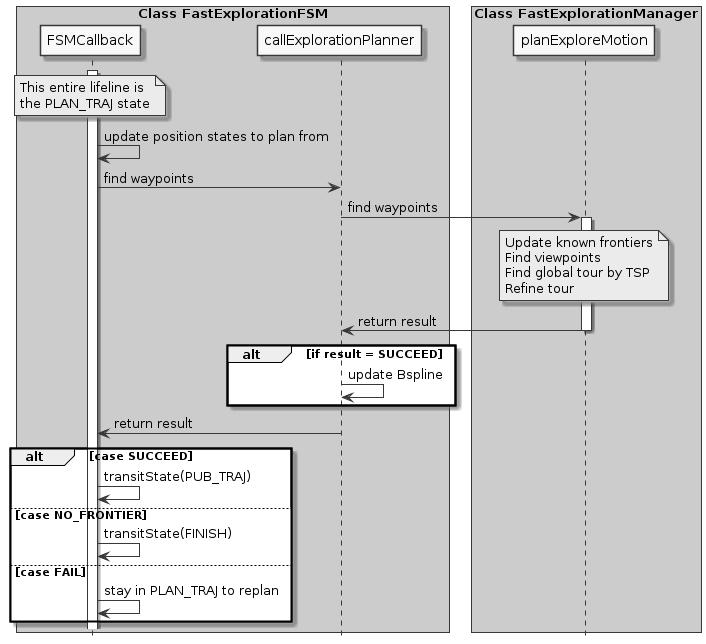 Class FastExplorationFSM
Class FastExplorationManager
FSMCallback
callExplorationPlanner
planExploreMotion
This entire lifeline is
the PLAN_TRAJ state
update position states to plan from
find waypoints
find waypoints
Update known frontiers
Find viewpoints
Find global tour by TSP
Refine tour
return result
alt
[if result = SUCCEED]
update Bspline
return result
alt
[case SUCCEED]
transitState(PUB_TRAJ)
[case NO_FRONTIER]
transitState(FINISH)
[case FAIL]
stay in PLAN_TRAJ to replan